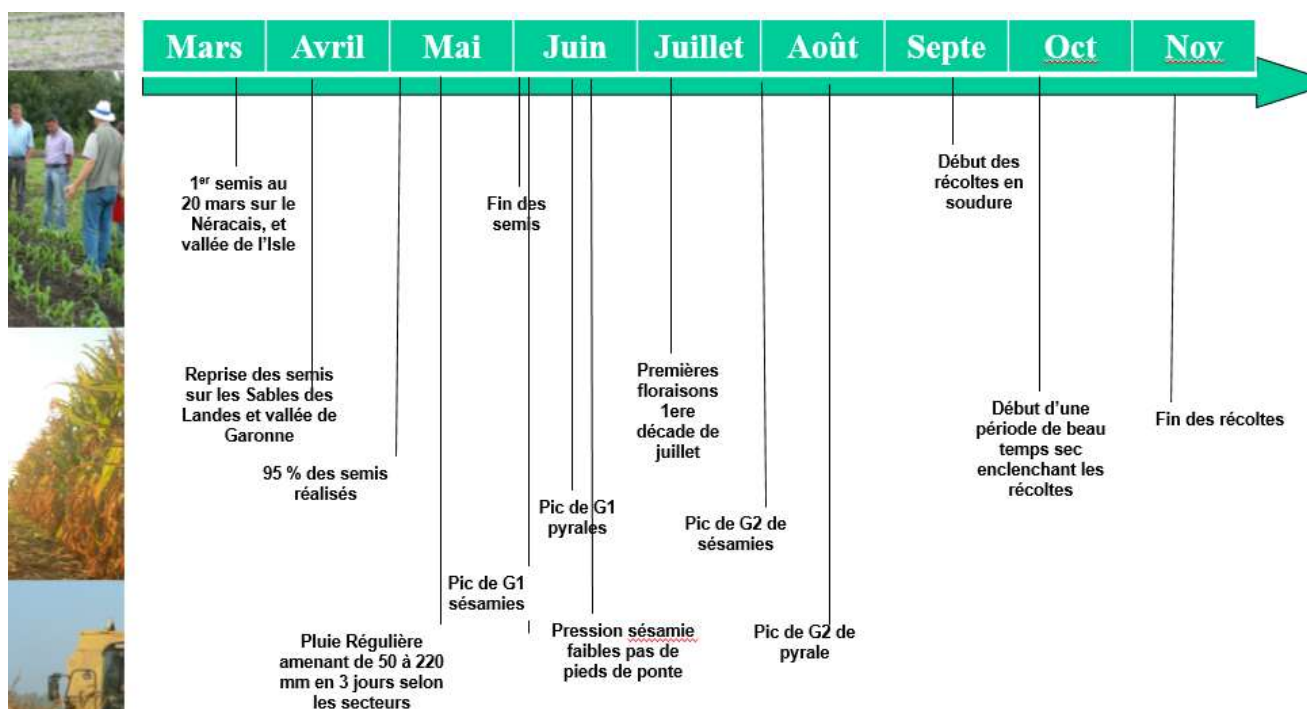 Mars Avril Mai Juin Juillet Août Septe Oct Nov
1er semis au
20 mars sur le
Néracais, et
vallée de l'Isle
Fin des
semis
Début des
récoltes en
soudure
Reprise des semis
sur les Sables des
Landes et vallée de
Garonne
95 % des semis
réalisés
Premières
floraisons
1ere
décade de
juillet
Début d'une
période de beau
temps sec
enclenchant les
récoltes
Fin des récoltes
Pic de G1
pyrales
Pic de G2 de
sésamies
Pic de G1
sésamies
Pluie Régulière
amenant de 50 à 220
mm en 3 jours selon
les secteurs
Pression sésamie
faibles pas de
pieds de ponte
Pic de G2 de
pyrale